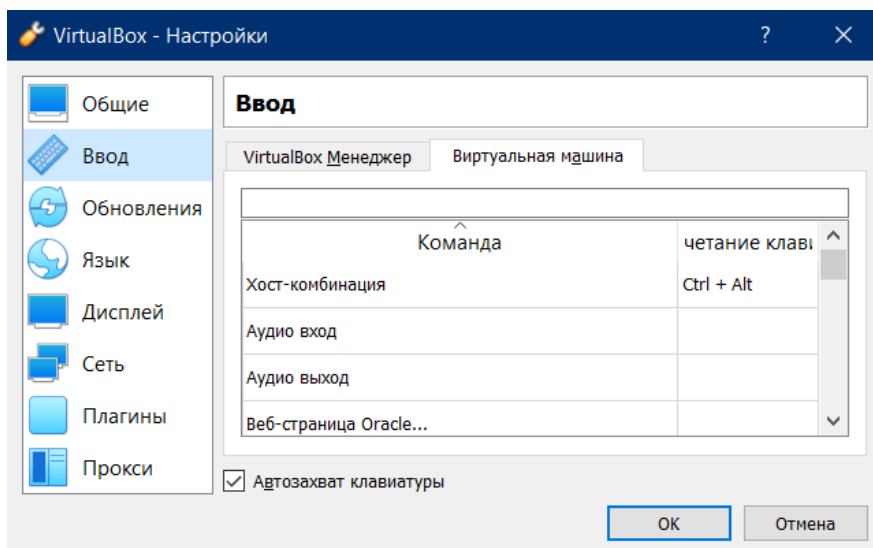 VirtualBox - Настройки
Общие
Ввод
Обновления
Язык
Дисплей
Сеть
Плагины
Прокси
Ввод
VirtualBox Менеджер
Виртуальная машина
Команда
четание клави
Хост-комбинация
Ctrl + Alt
Аудио вход
Аудио выход
Веб-страница Oracle...
Автозахват клавиатуры
OK
Отмена